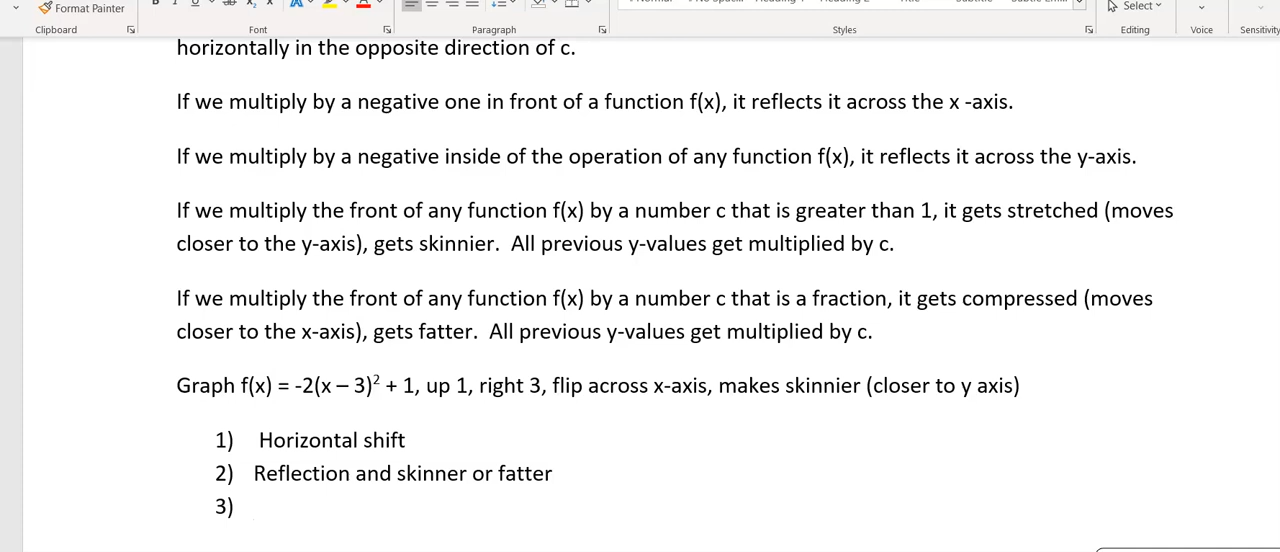 Format Painter
Select
Clipboard
Font
Paragraph
Styles
Editing
Voice
Sensitivity
horizontally in the opposite direction of c.
If we multiply by a negative one in front of a function f(x), it reflects it across the x -axis.
If we multiply by a negative inside of the operation of any function f(x), it reflects it across the y-axis.
If we multiply the front of any function f(x) by a number c that is greater than 1, it gets stretched (moves
closer to the y-axis), gets skinnier.  All previous y-values get multiplied by c.
If we multiply the front of any function f(x) by a number c that is a fraction, it gets compressed (moves
closer to the x-axis), gets fatter.  All previous y-values get multiplied by c.
Graph f(x) = -2(x – 3)² + 1, up 1, right 3, flip across x-axis, makes skinnier (closer to y axis)
1) Horizontal shift
2) Reflection and skinner or fatter
3)